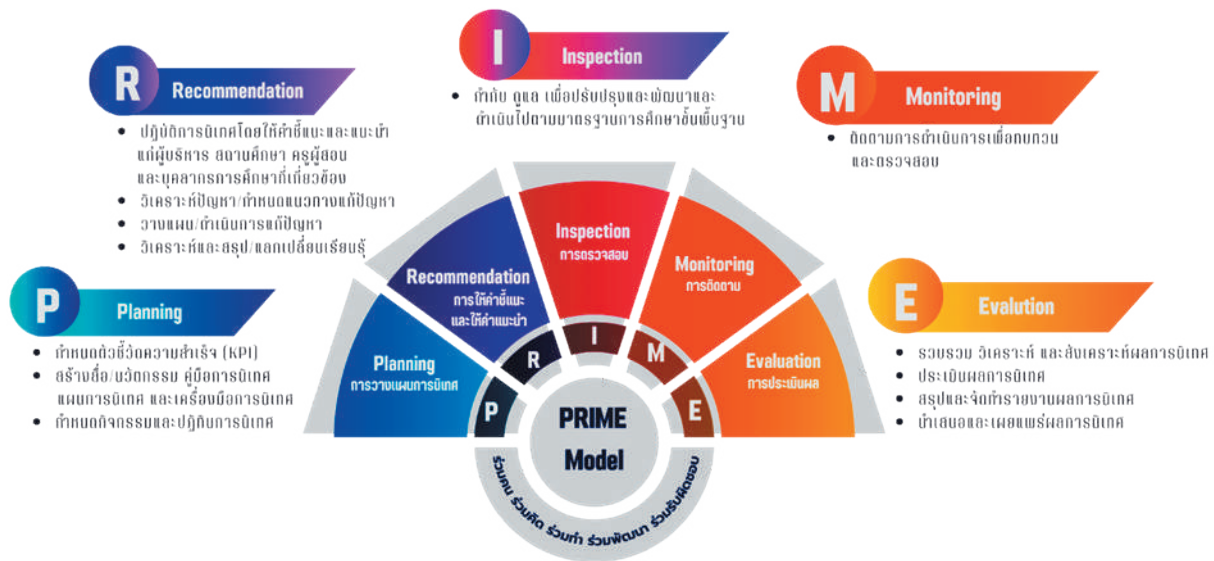 R Recommendation
• ปฏิบัติการนิเทศโดยให้คำชี้แนะและแนะนำ
แก่ผู้บริหาร สถานศึกษา ครูผู้สอน
และบุคลากรการศึกษาที่เกี่ยวข้อง
• วิเคราะห์ปัญหา/กำหนดแนวทางแก้ปัญหา
• วางแผน/ดำเนินการแก้ปัญหา
• วิเคราะห์และสรุป/แลกเปลี่ยนเรียนรู้
I Inspection
• กำกับ ดูแล เพื่อปรับปรุงและพัฒนาและ
ดำเนินไปตามมาตรฐานการศึกษาขั้นพื้นฐาน
M Monitoring
• ติดตามการดำเนินการเพื่อทบทวน
และตรวจสอบ
P Planning
• กำหนดตัวชี้วัดความสำเร็จ (KPI)
• สร้างสื่อ/นวัตกรรม คู่มือการนิเทศ
แผนการนิเทศ และเครื่องมือการนิเทศ
• กำหนดกิจกรรมและปฏิทินการนิเทศ
E Evalution
• รวบรวม วิเคราะห์ และสังเคราะห์ผลการนิเทศ
• ประเมินผลการนิเทศ
• สรุปและจัดทำรายงานผลการนิเทศ
• นำเสนอและเผยแพร่ผลการนิเทศ
Planning
การวางแผนการนิเทศ
Recommendation
การให้คำชี้แนะ
และให้คำแนะนำ
Inspection
การตรวจสอบ
Monitoring
การติดตาม
Evaluation
การประเมินผล
P
R
I
M
E
PRIME
Model
ร่วมคน ร่วมคิด ร่วมทำ ร่วมพัฒนา ร่วมรับผิดชอบ